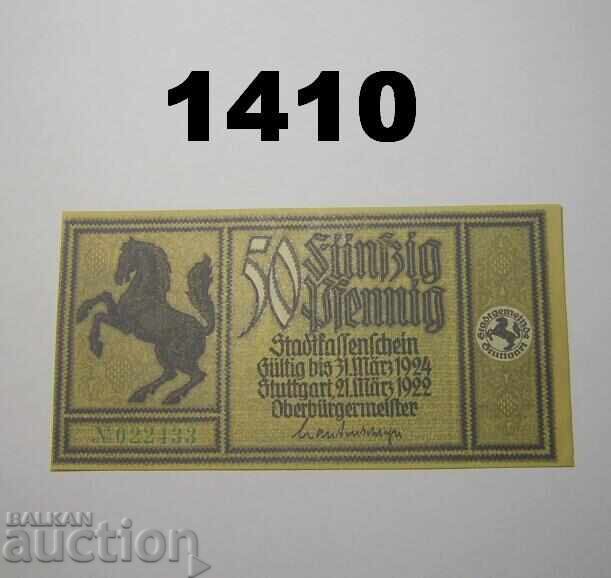 1410
50 Fünfzig
Pfennig
Stadtkassenschein
Gültig bis 31. März 1924
Stuttgart, 21. März 1922
Oberbürgermeister
Stadtgemeinde
Stuttgart
No 022433
BALKAN
auction